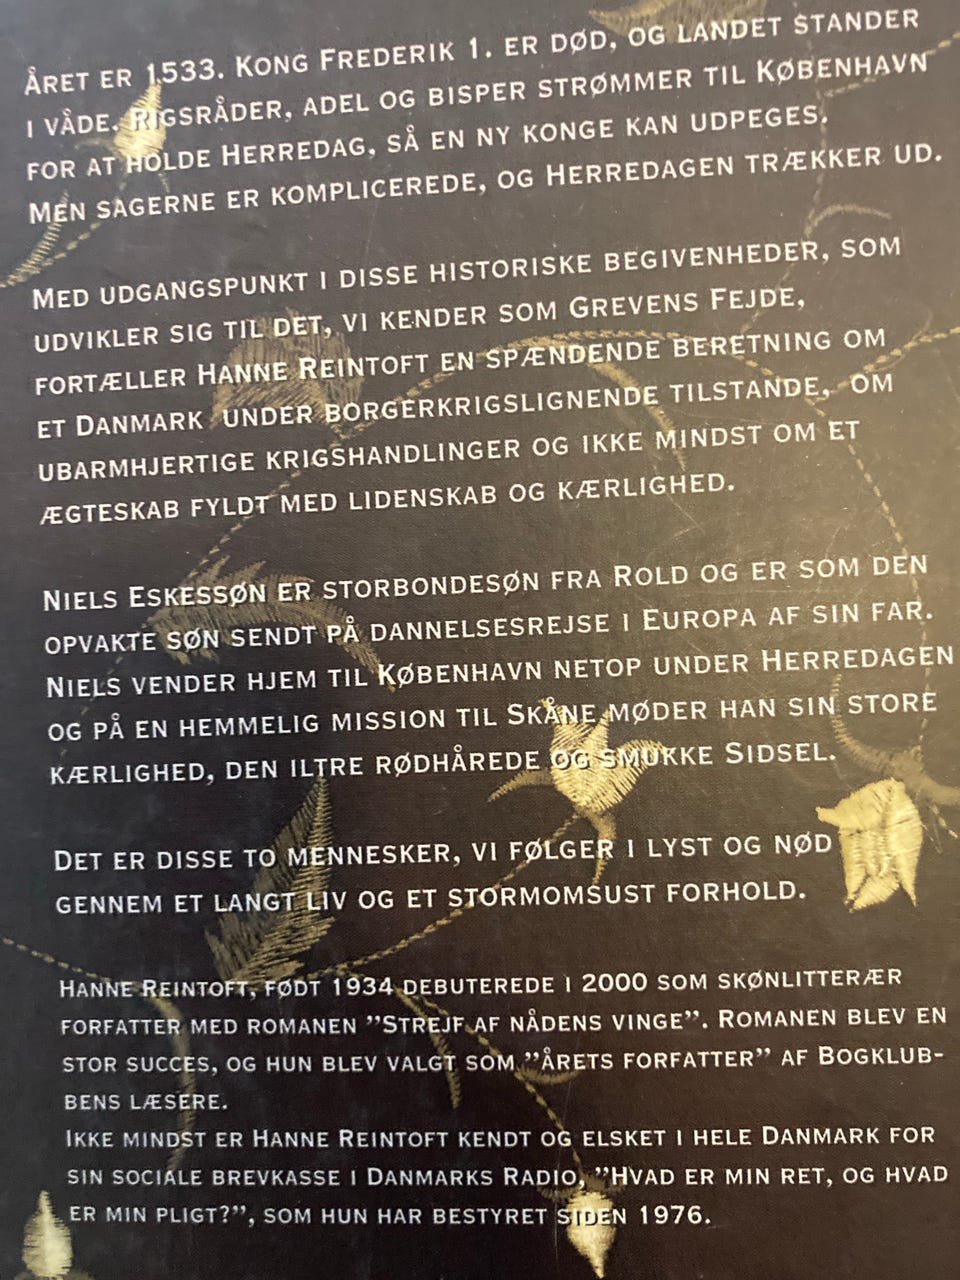 Året er 1533. Kong Frederik 1. er død, og landet stander
i våde. Rigsråder, adel og bisper strømmer til København
for at holde Herredag, så en ny konge kan udpeges.
Men sagerne er komplicerede, og Herredagen trækker ud.
Med udgangspunkt i disse historiske begivenheder, som
udvikler sig til det, vi kender som Grevens Fejde,
fortæller Hanne Reintoft en spændende beretning om
et Danmark under borgerkrigslignende tilstande, om
ubarmhjertige krigshandlinger og ikke mindst om et
ægteskab fyldt med lidenskab og kærlighed.
Niels Eskessøn er storbondesøn fra Rold og er som den
opvakte søn sendt på dannelsesrejse i Europa af sin far.
Niels vender hjem til København netop under Herredagen
og på en hemmelig mission til Skåne møder han sin store
kærlighed, den iltre rødhårede og smukke Sidsel.
Det er disse to mennesker, vi følger i lyst og nød
gennem et langt liv og et stormomsust forhold.
Hanne Reintoft, født 1934 debuterede i 2000 som skønlitterær
forfatter med romanen ”Strejf af nådens vinge”. Romanen blev en
stor succes, og hun blev valgt som ”årets forfatter” af Bogklub-
bens læsere.
Ikke mindst er Hanne Reintoft kendt og elsket i hele Danmark for
sin sociale brevkasse i Danmarks Radio, ”Hvad er min ret, og hvad
er min pligt?”, som hun har bestyret siden 1976.